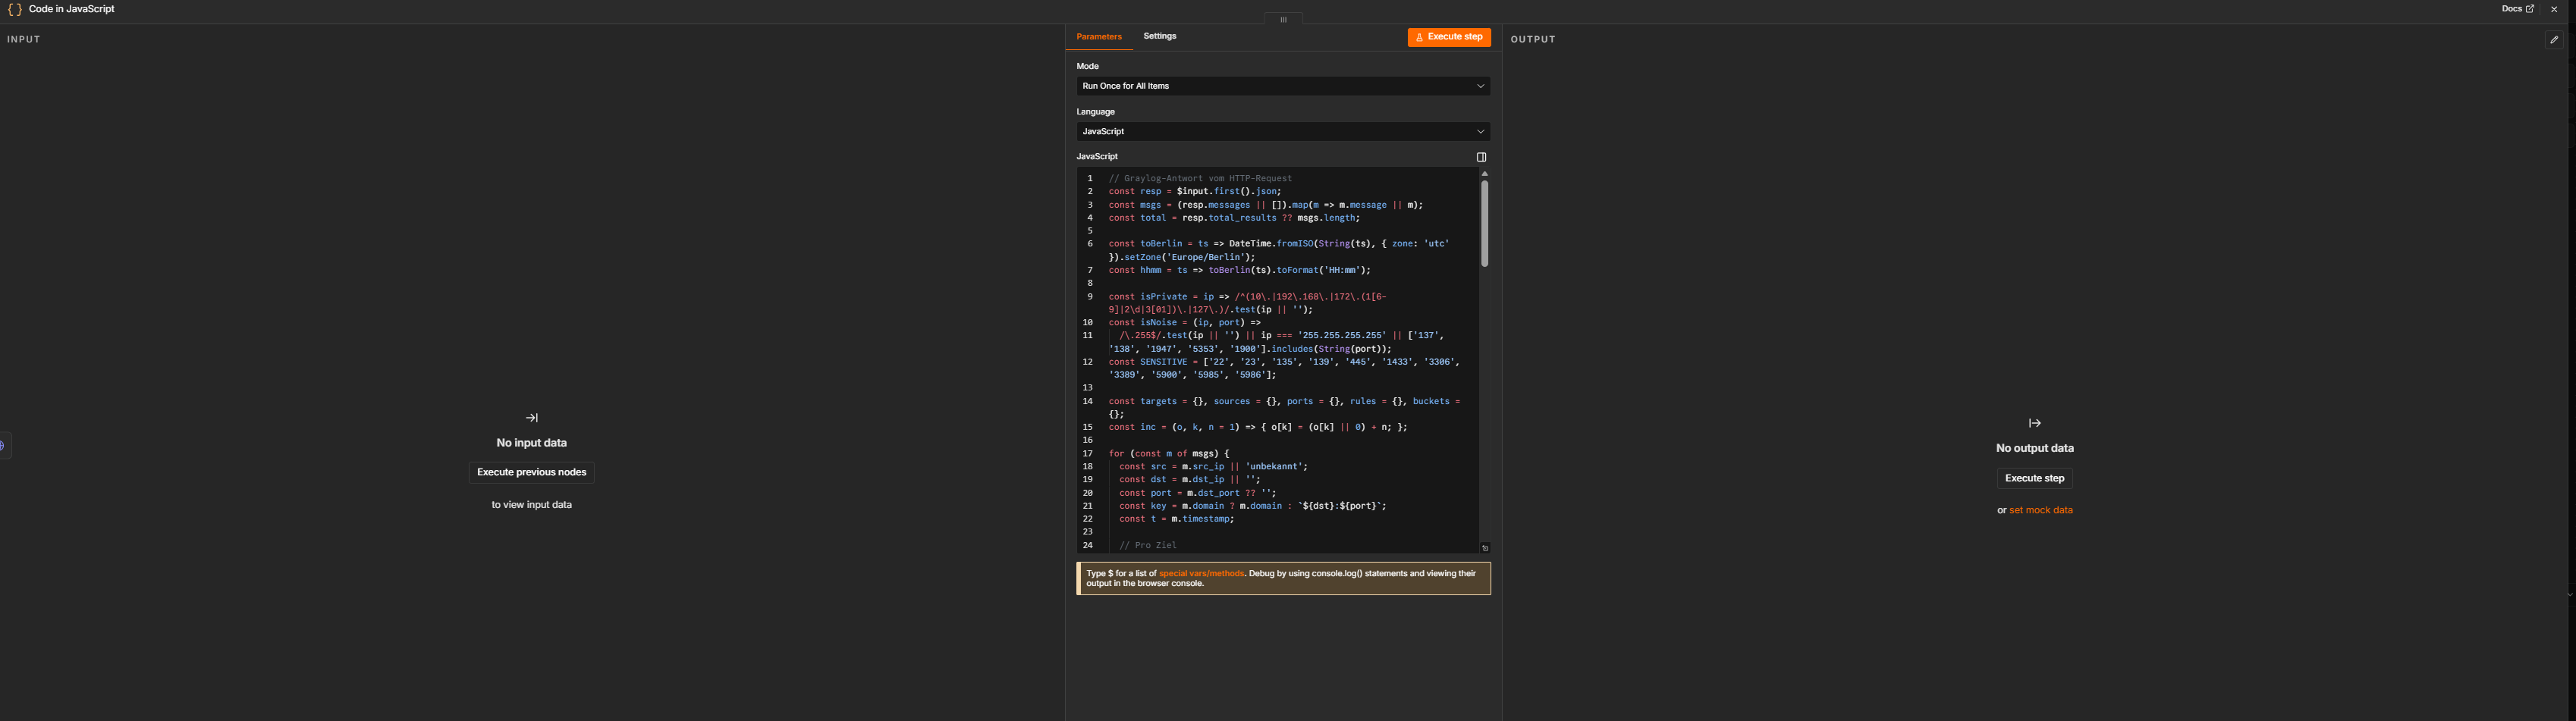 Code in JavaScript
Docs
INPUT
Parameters
Settings
Execute step
OUTPUT
Mode
Run Once for All Items
Language
JavaScript
JavaScript
1 // Graylog-Antwort vom HTTP-Request
2 const resp = $input.first().json;
3 const msgs = (resp.messages || []).map(m => m.message || m);
4 const total = resp.total_results ?? msgs.length;
5
6 const toBerlin = ts => DateTime.fromISO(String(ts), { zone: 'utc'
}).setZone('Europe/Berlin');
7 const hhmm = ts => toBerlin(ts).toFormat('HH:mm');
8
9 const isPrivate = ip => /^(10\.|192\.168\.|172\.(1[6-
9]|2\d|3[01])\.|127\.)/.test(ip || '');
10 const isNoise = (ip, port) =>
11 /\.255$/.test(ip || '') || ip === '255.255.255.255' || ['137',
'138', '1947', '5353', '1900'].includes(String(port));
12 const SENSITIVE = ['22', '23', '135', '139', '445', '1433', '3306',
'3389', '5900', '5985', '5986'];
13
14 const targets = {}, sources = {}, ports = {}, rules = {}, buckets =
{};
15 const inc = (o, k, n = 1) => { o[k] = (o[k] || 0) + n; };
16
17 for (const m of msgs) {
18 const src = m.src_ip || 'unbekannt';
19 const dst = m.dst_ip || '';
20 const port = m.dst_port ?? '';
21 const key = m.domain ? m.domain : `${dst}:${port}`;
22 const t = m.timestamp;
23
24 // Pro Ziel
Type $ for a list of special vars/methods. Debug by using console.log() statements and viewing their
output in the browser console.
No input data
Execute previous nodes
to view input data
No output data
Execute step
or set mock data